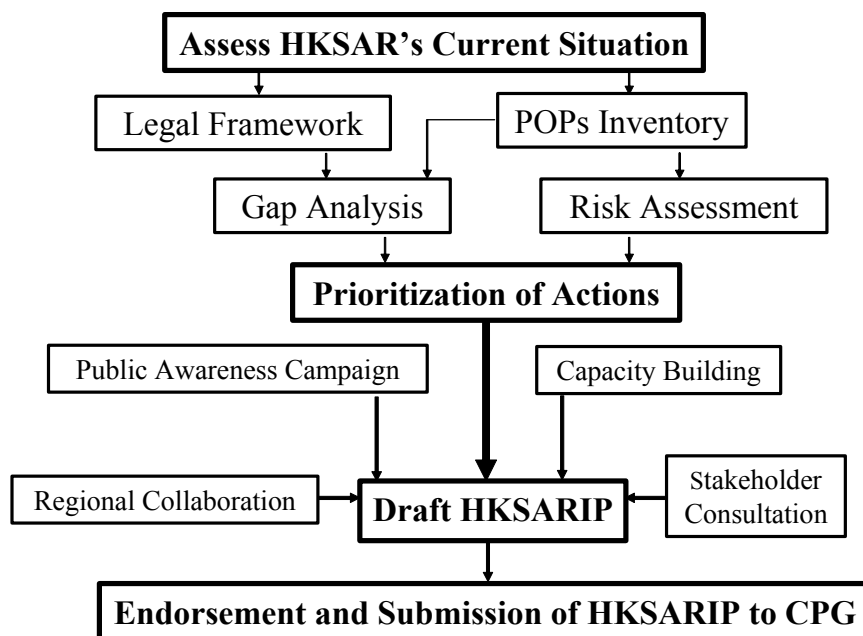 Assess HKSAR's Current Situation
Legal Framework
POPs Inventory
Gap Analysis
Risk Assessment
Prioritization of Actions
Public Awareness Campaign
Capacity Building
Regional Collaboration
Draft HKSARIP
Stakeholder
Consultation
Endorsement and Submission of HKSARIP to CPG